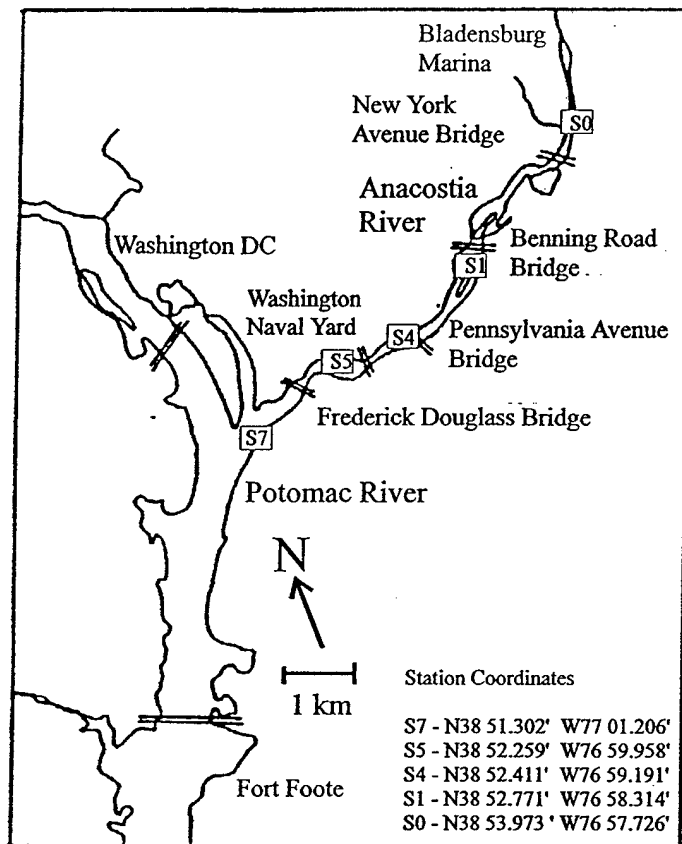 Bladensburg
Marina
New York
Avenue Bridge
S0
Anacostia
River
Washington DC
Benning Road
Bridge
S1
Washington
Naval Yard
S4
Pennsylvania Avenue
Bridge
S5
Frederick Douglass Bridge
S7
Potomac River
N
1 km
Fort Foote
Station Coordinates
S7 - N38 51.302' W77 01.206'
S5 - N38 52.259' W76 59.958'
S4 - N38 52.411' W76 59.191'
S1 - N38 52.771' W76 58.314'
S0 - N38 53.973 ' W76 57.726'